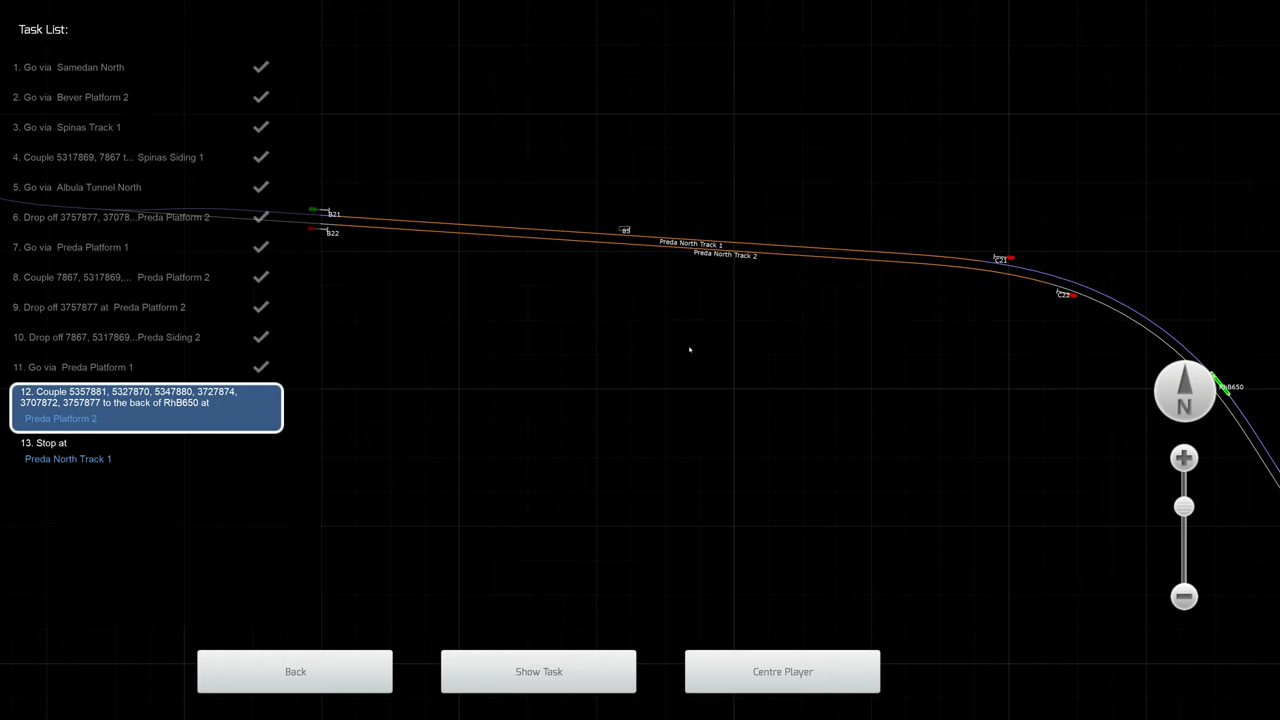 Task List:
1. Go via  Samedan North
2. Go via  Bever Platform 2
3. Go via  Spinas Track 1
4. Couple 5317869, 7867 t... Spinas Siding 1
5. Go via  Albula Tunnel North
6. Drop off 3757877, 37078...Preda Platform 2
7. Go via  Preda Platform 1
8. Couple 7867, 5317869,... Preda Platform 2
9. Drop off 3757877 at  Preda Platform 2
10. Drop off 7867, 5317869...Preda Siding 2
11. Go via  Preda Platform 1
12. Couple 5357881, 5327870, 5347880, 3727874,
3707872, 3757877 to the back of RhB650 at
Preda Platform 2
13. Stop at
Preda North Track 1
B21
B22
B5
Preda North Track 1
Preda North Track 2
C21
C22
RhB650
N
Back
Show Task
Centre Player